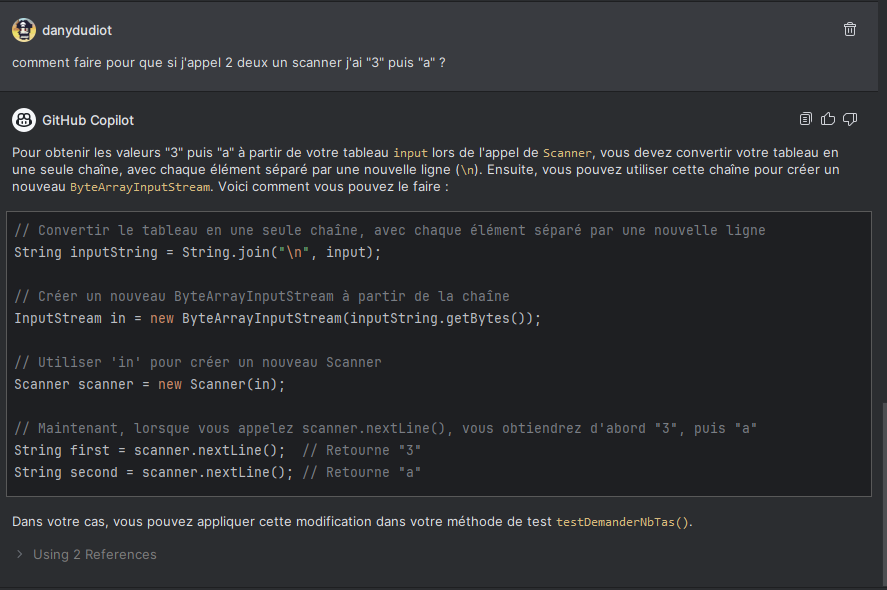 danydudiot
comment faire pour que si j'appel 2 deux un scanner j'ai "3" puis "a" ?
GitHub Copilot
Pour obtenir les valeurs "3" puis "a" à partir de votre tableau input lors de l'appel de Scanner, vous devez convertir votre tableau en
une seule chaîne, avec chaque élément séparé par une nouvelle ligne (\n). Ensuite, vous pouvez utiliser cette chaîne pour créer un
nouveau ByteArrayInputStream. Voici comment vous pouvez le faire :
// Convertir le tableau en une seule chaîne, avec chaque élément séparé par une nouvelle ligne
String inputString = String.join("\n", input);
// Créer un nouveau ByteArrayInputStream à partir de la chaîne
InputStream in = new ByteArrayInputStream(inputString.getBytes());
// Utiliser 'in' pour créer un nouveau Scanner
Scanner scanner = new Scanner(in);
// Maintenant, lorsque vous appelez scanner.nextLine(), vous obtiendrez d'abord "3", puis "a"
String first = scanner.nextLine();  // Retourne "3"
String second = scanner.nextLine(); // Retourne "a"
Dans votre cas, vous pouvez appliquer cette modification dans votre méthode de test testDemanderNbTas().
Using 2 References